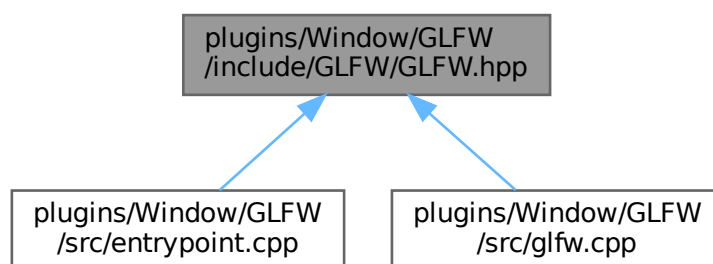 plugins/Window/GLFW
/include/GLFW/GLFW.hpp
plugins/Window/GLFW
/src/entrypoint.cpp
plugins/Window/GLFW
/src/glfw.cpp